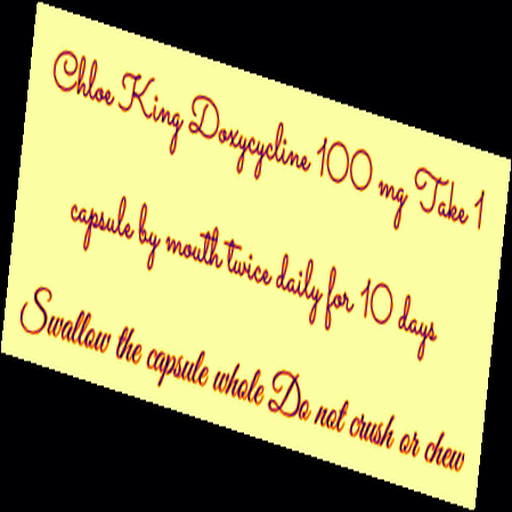 Chloe King Doxycycline 100 mg Take 1
capsule by mouth twice daily for 10 days
Swallow the capsule whole Do not crush or chew